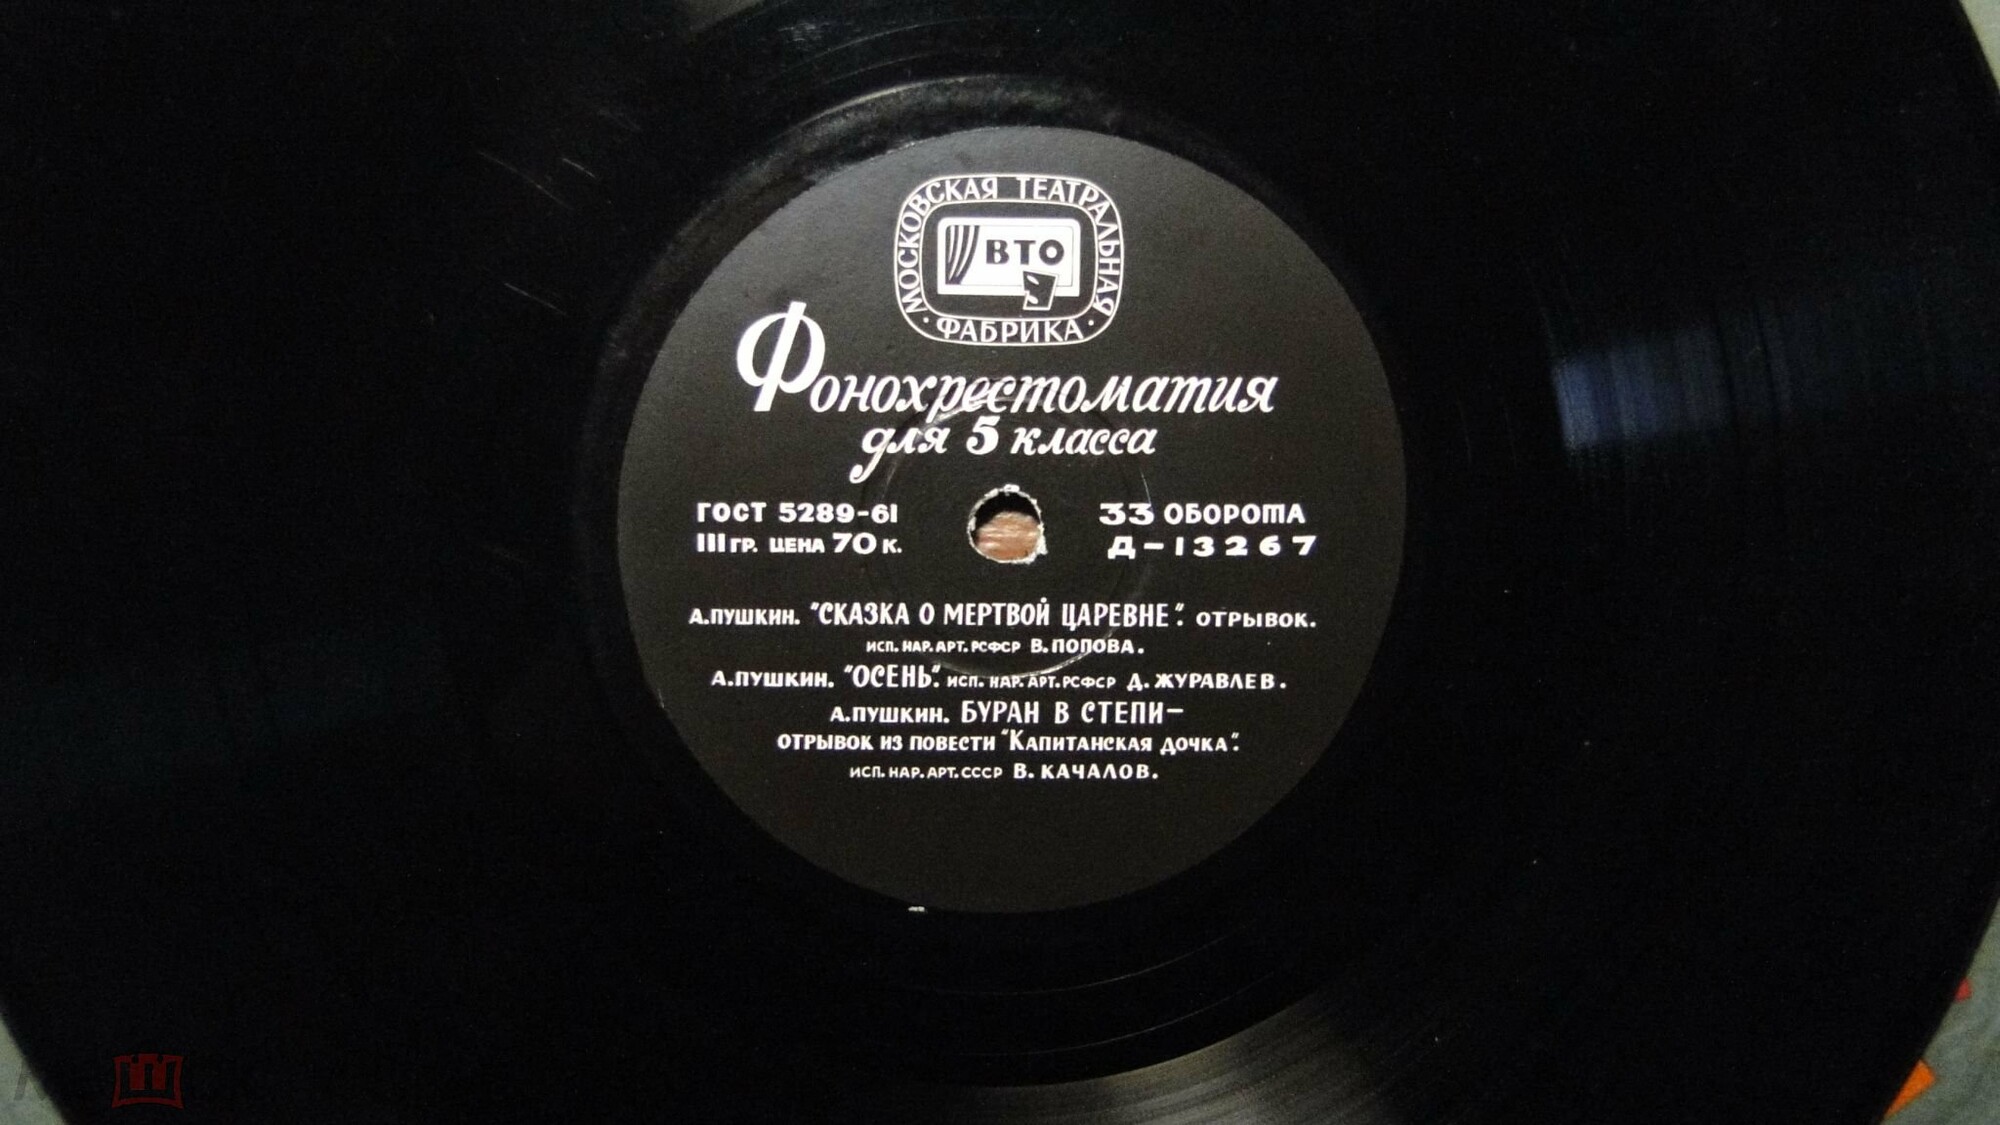 МОСКОВСКАЯ ТЕАТРАЛЬНАЯ
ВТО
· ФАБРИКА ·
Фонохрестоматия
для 5 класса
ГОСТ 5289-61
33 ОБОРОТА
III ГР. ЦЕНА 70 К.
Д-13267
А.ПУШКИН. "СКАЗКА О МЕРТВОЙ ЦАРЕВНЕ". ОТРЫВОК.
ИСП. НАР. АРТ. РСФСР В. ПОПОВА.
А.ПУШКИН. "ОСЕНЬ". ИСП. НАР. АРТ. РСФСР Д. ЖУРАВЛЕВ.
А.ПУШКИН. БУРАН В СТЕПИ—
ОТРЫВОК ИЗ ПОВЕСТИ "КАПИТАНСКАЯ ДОЧКА".
ИСП. НАР. АРТ. СССР В. КАЧАЛОВ.